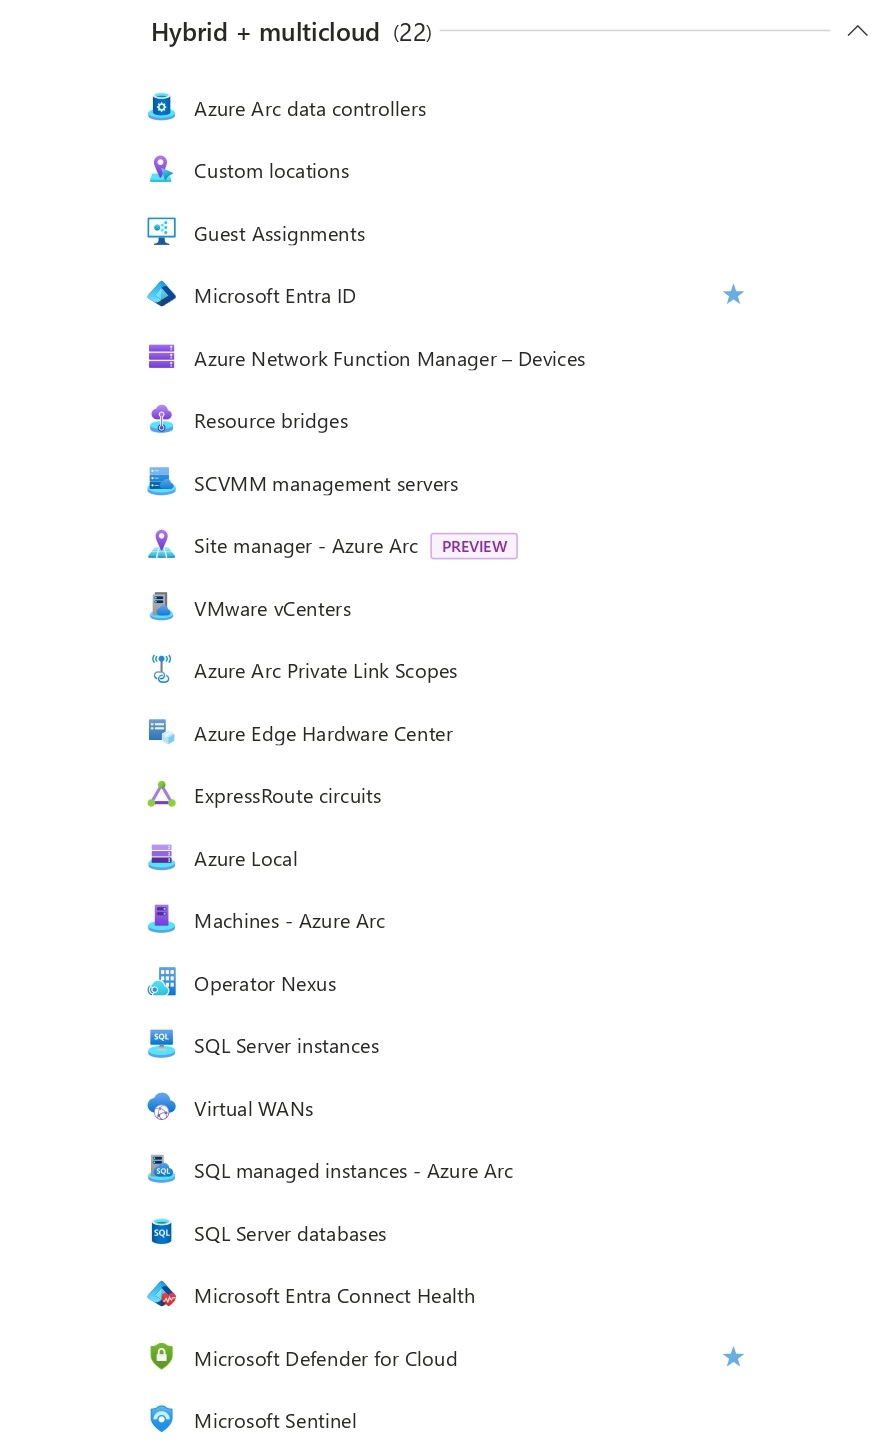 Hybrid + multicloud (22)
Azure Arc data controllers
Custom locations
Guest Assignments
Microsoft Entra ID
Azure Network Function Manager – Devices
Resource bridges
SCVMM management servers
Site manager - Azure Arc PREVIEW
VMware vCenters
Azure Arc Private Link Scopes
Azure Edge Hardware Center
ExpressRoute circuits
Azure Local
Machines - Azure Arc
Operator Nexus
SQL
SQL Server instances
Virtual WANs
SQL
SQL managed instances - Azure Arc
SQL
SQL Server databases
Microsoft Entra Connect Health
Microsoft Defender for Cloud
Microsoft Sentinel